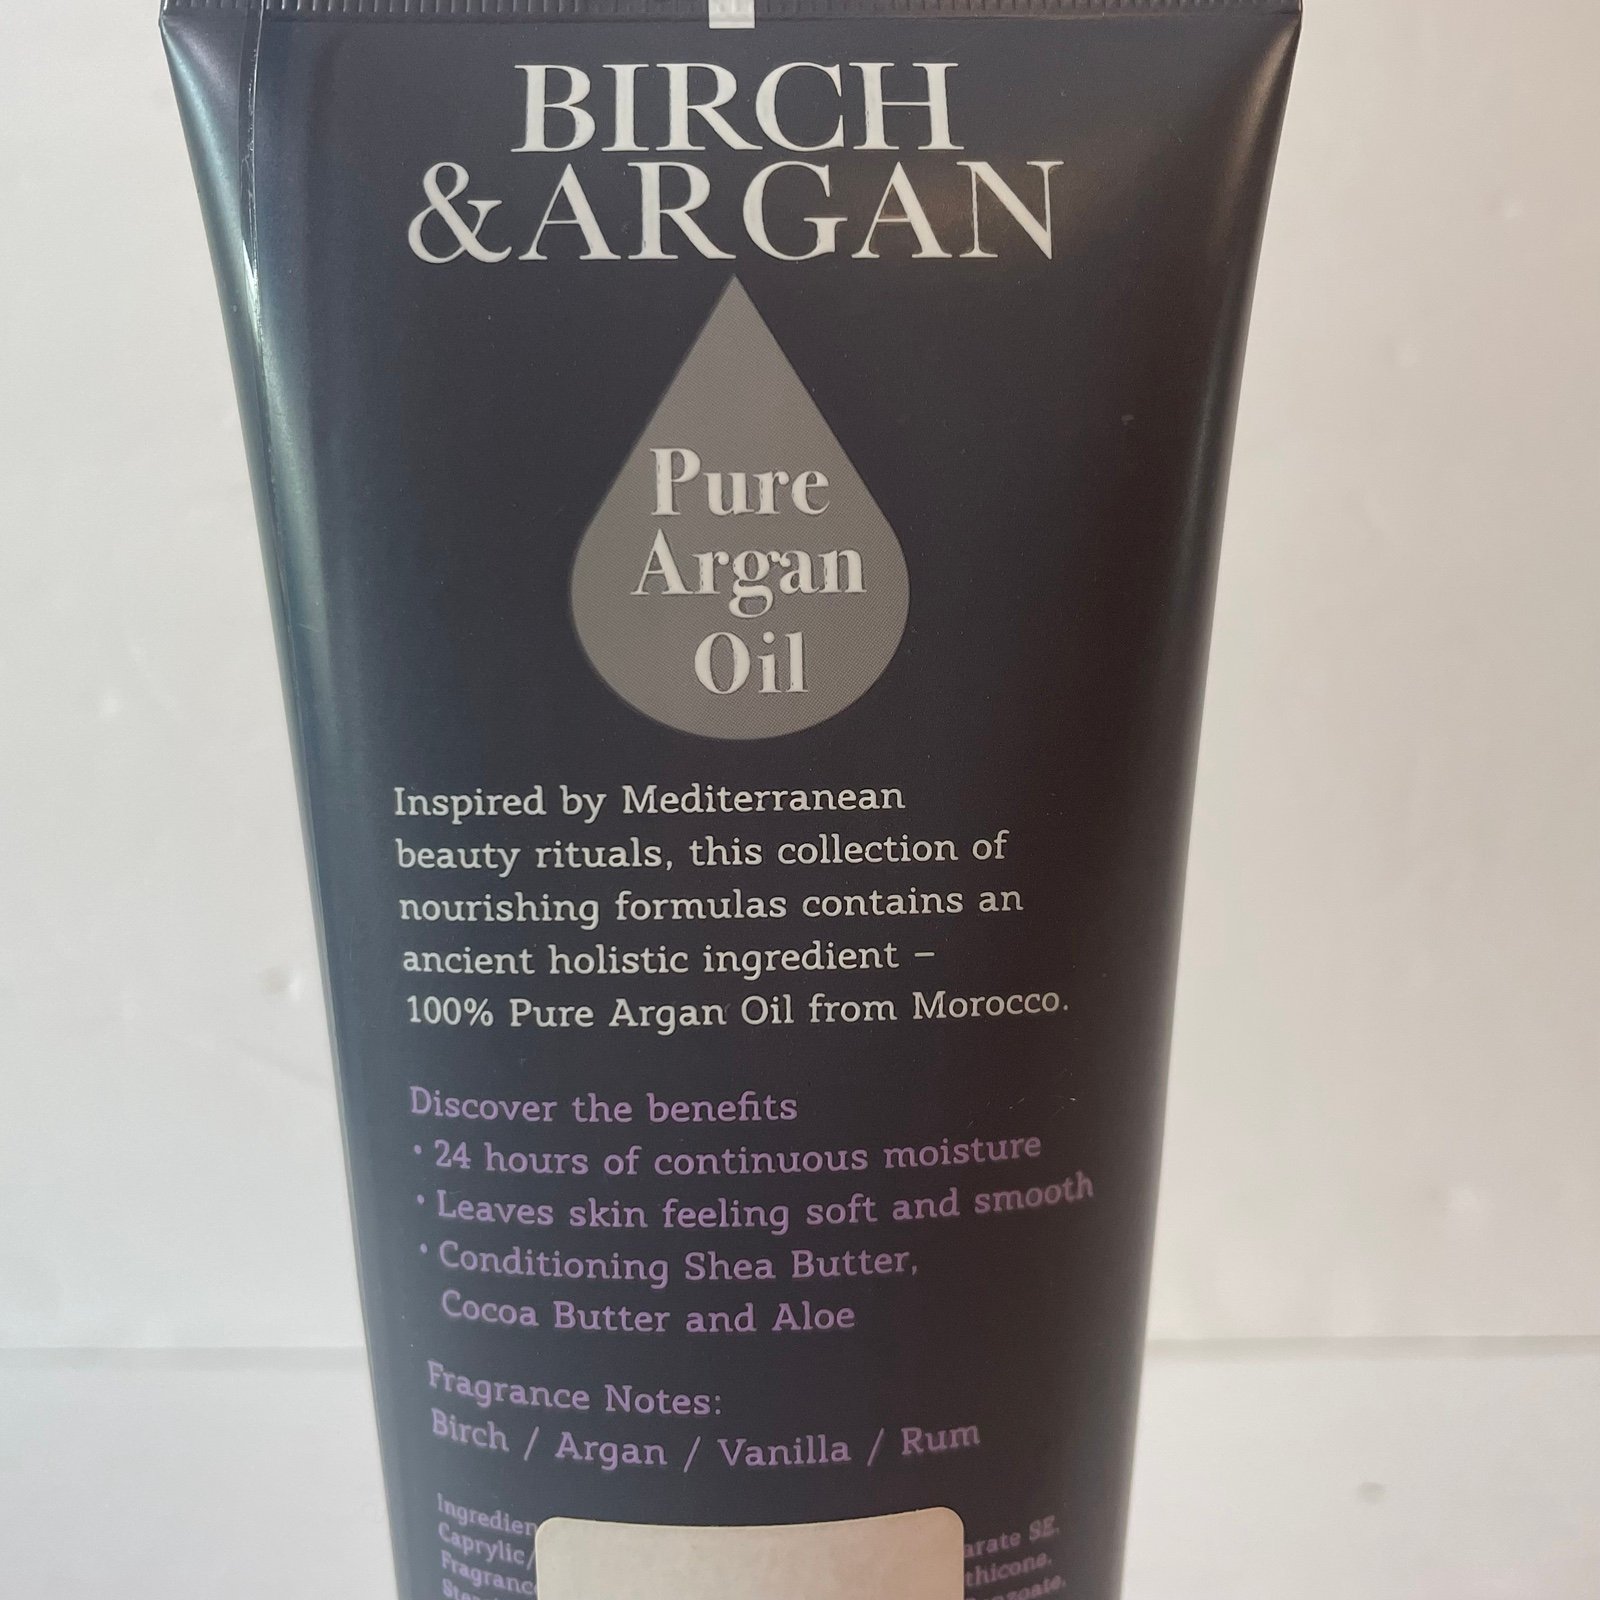 BIRCH
& ARGAN
Pure
Argan
Oil
Inspired by Mediterranean
beauty rituals, this collection of
nourishing formulas contains an
ancient holistic ingredient –
100% Pure Argan Oil from Morocco.
Discover the benefits
• 24 hours of continuous moisture
• Leaves skin feeling soft and smooth
• Conditioning Shea Butter,
Cocoa Butter and Aloe
Fragrance Notes:
Birch / Argan / Vanilla / Rum
SE,